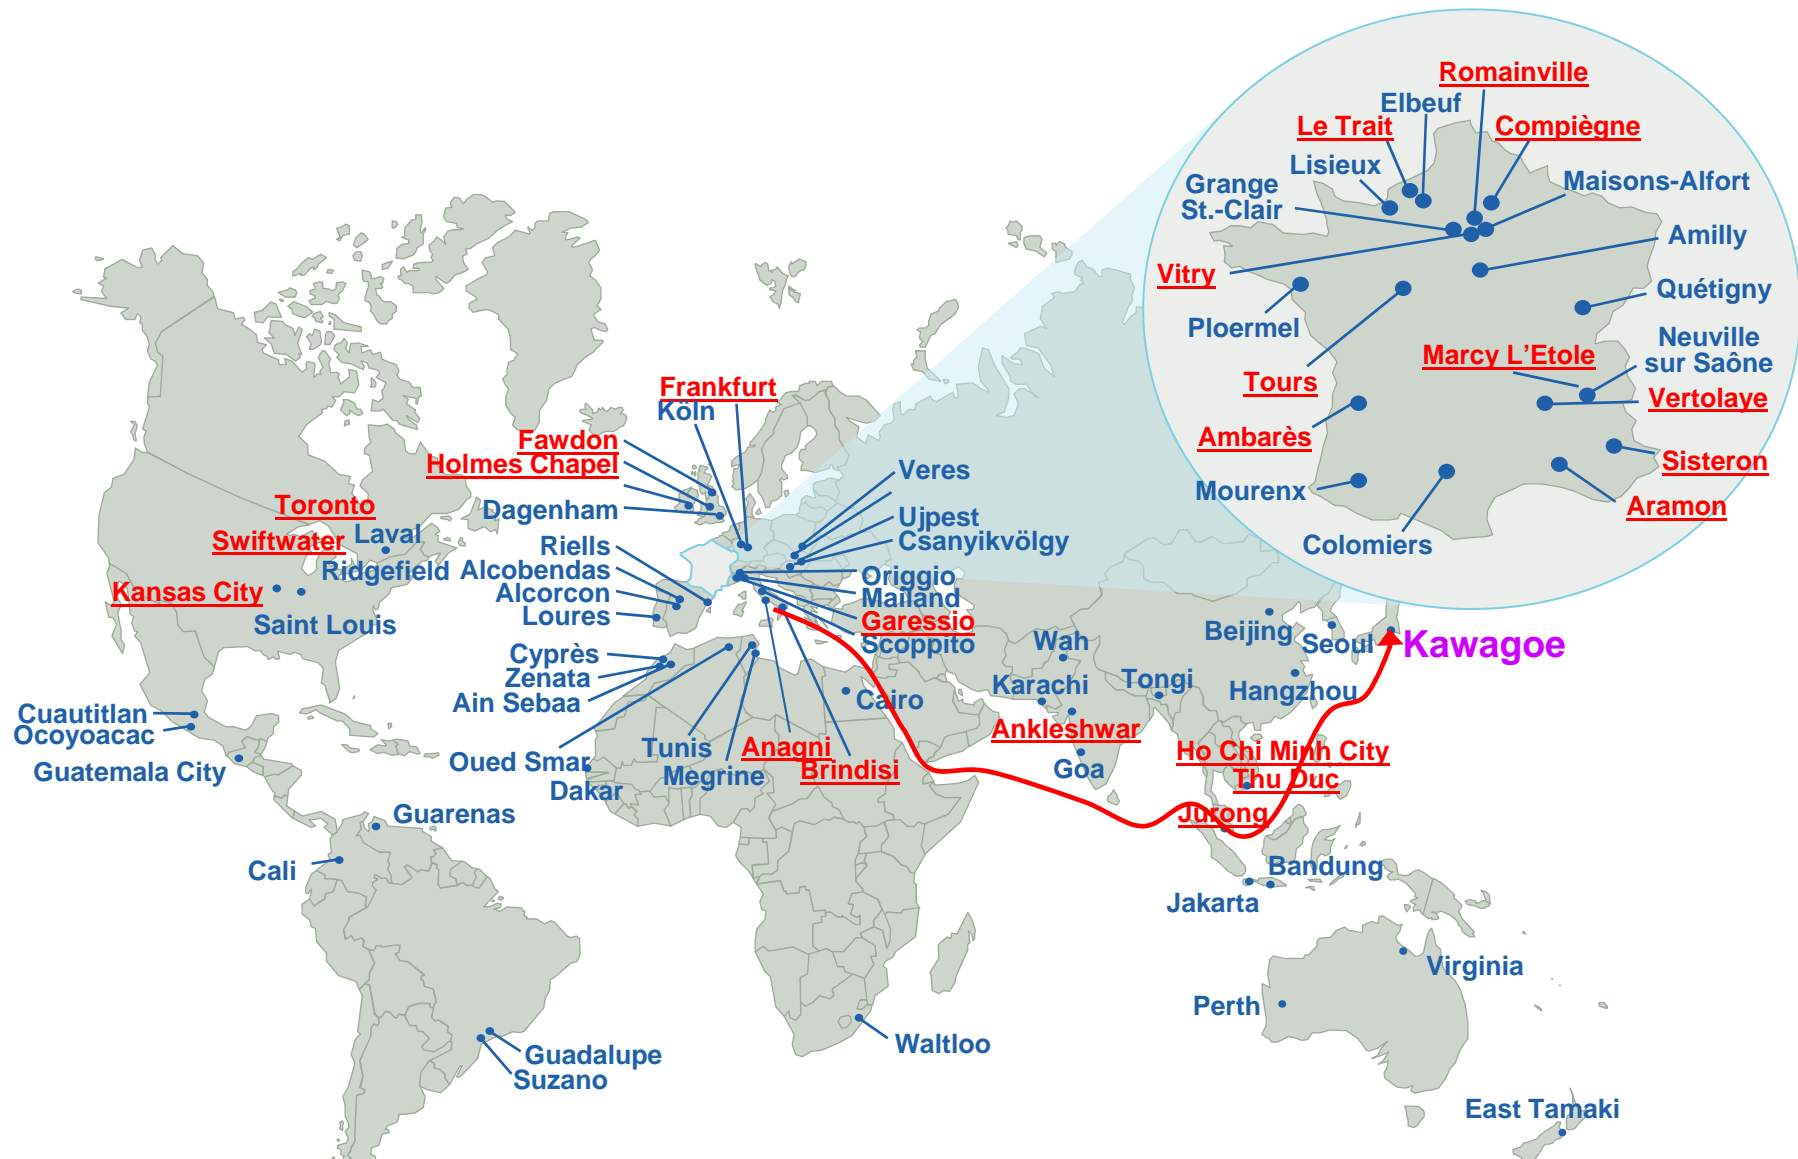 Romainville
Elbeuf
Le Trait
Compiègne
Lisieux
Maisons-Alfort
Grange
St.-Clair
Amilly
Vitry
Quétigny
Ploermel
Neuville
sur Saône
Marcy L'Etole
Tours
Vertolaye
Ambarès
Sisteron
Mourenx
Aramon
Colomiers
Frankfurt
Köln
Fawdon
Holmes Chapel
Dagenham
Veres
Ujpest
Csanyikvölgy
Toronto
Laval
Swiftwater
Ridgefield
Kansas City
Saint Louis
Riells
Alcobendas
Alcorcon
Loures
Origgio
Mailand
Garessio
Scoppito
Cyprès
Zenata
Ain Sebaa
Oued Smar
Dakar
Tunis
Megrine
Anagni
Brindisi
Cairo
Wah
Karachi
Tongi
Ankleshwar
Goa
Beijing
Seoul
Kawagoe
Hangzhou
Ho Chi Minh City
Thu Duc
Jurong
Bandung
Jakarta
Cuautitlan
Ocoyoacac
Guatemala City
Guarenas
Cali
Guadalupe
Suzano
Waltloo
Virginia
Perth
East Tamaki